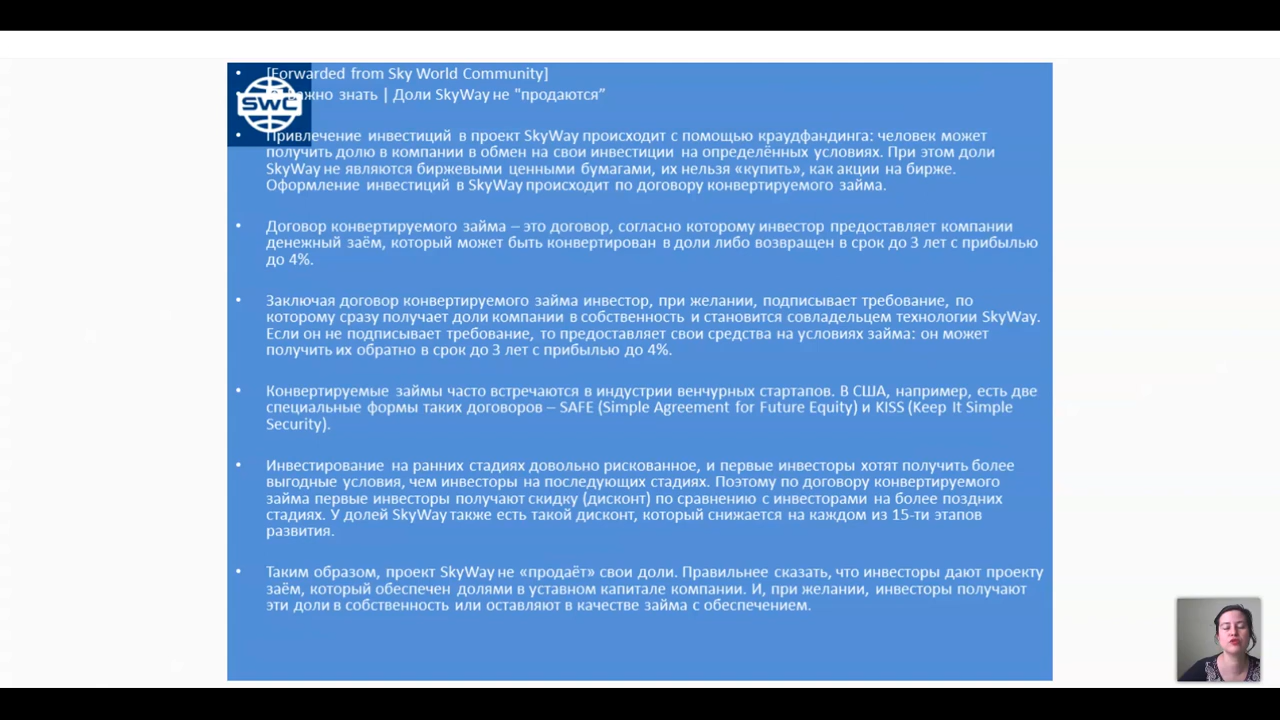 [Forwarded from Sky World Community]
SWC
важно знать | Доли SkyWay не "продаются”
Привлечение инвестиций в проект SkyWay происходит с помощью краудфандинга: человек может
получить долю в компании в обмен на свои инвестиции на определённых условиях. При этом доли
SkyWay не являются биржевыми ценными бумагами, их нельзя «купить», как акции на бирже.
Оформление инвестиций в SkyWay происходит по договору конвертируемого займа.
Договор конвертируемого займа – это договор, согласно которому инвестор предоставляет компании
денежный заём, который может быть конвертирован в доли либо возвращен в срок до 3 лет с прибылью
до 4%.
Заключая договор конвертируемого займа инвестор, при желании, подписывает требование, по
которому сразу получает доли компании в собственность и становится совладельцем технологии SkyWay.
Если он не подписывает требование, то предоставляет свои средства на условиях займа: он может
получить их обратно в срок до 3 лет с прибылью до 4%.
Конвертируемые займы часто встречаются в индустрии венчурных стартапов. В США, например, есть две
специальные формы таких договоров – SAFE (Simple Agreement for Future Equity) и KISS (Keep It Simple
Security).
Инвестирование на ранних стадиях довольно рискованное, и первые инвесторы хотят получить более
выгодные условия, чем инвесторы на последующих стадиях. Поэтому по договору конвертируемого
займа первые инвесторы получают скидку (дисконт) по сравнению с инвесторами на более поздних
стадиях. У долей SkyWay также есть такой дисконт, который снижается на каждом из 15-ти этапов
развития.
Таким образом, проект SkyWay не «продаёт» свои доли. Правильнее сказать, что инвесторы дают проекту
заём, который обеспечен долями в уставном капитале компании. И, при желании, инвесторы получают
эти доли в собственность или оставляют в качестве займа с обеспечением.